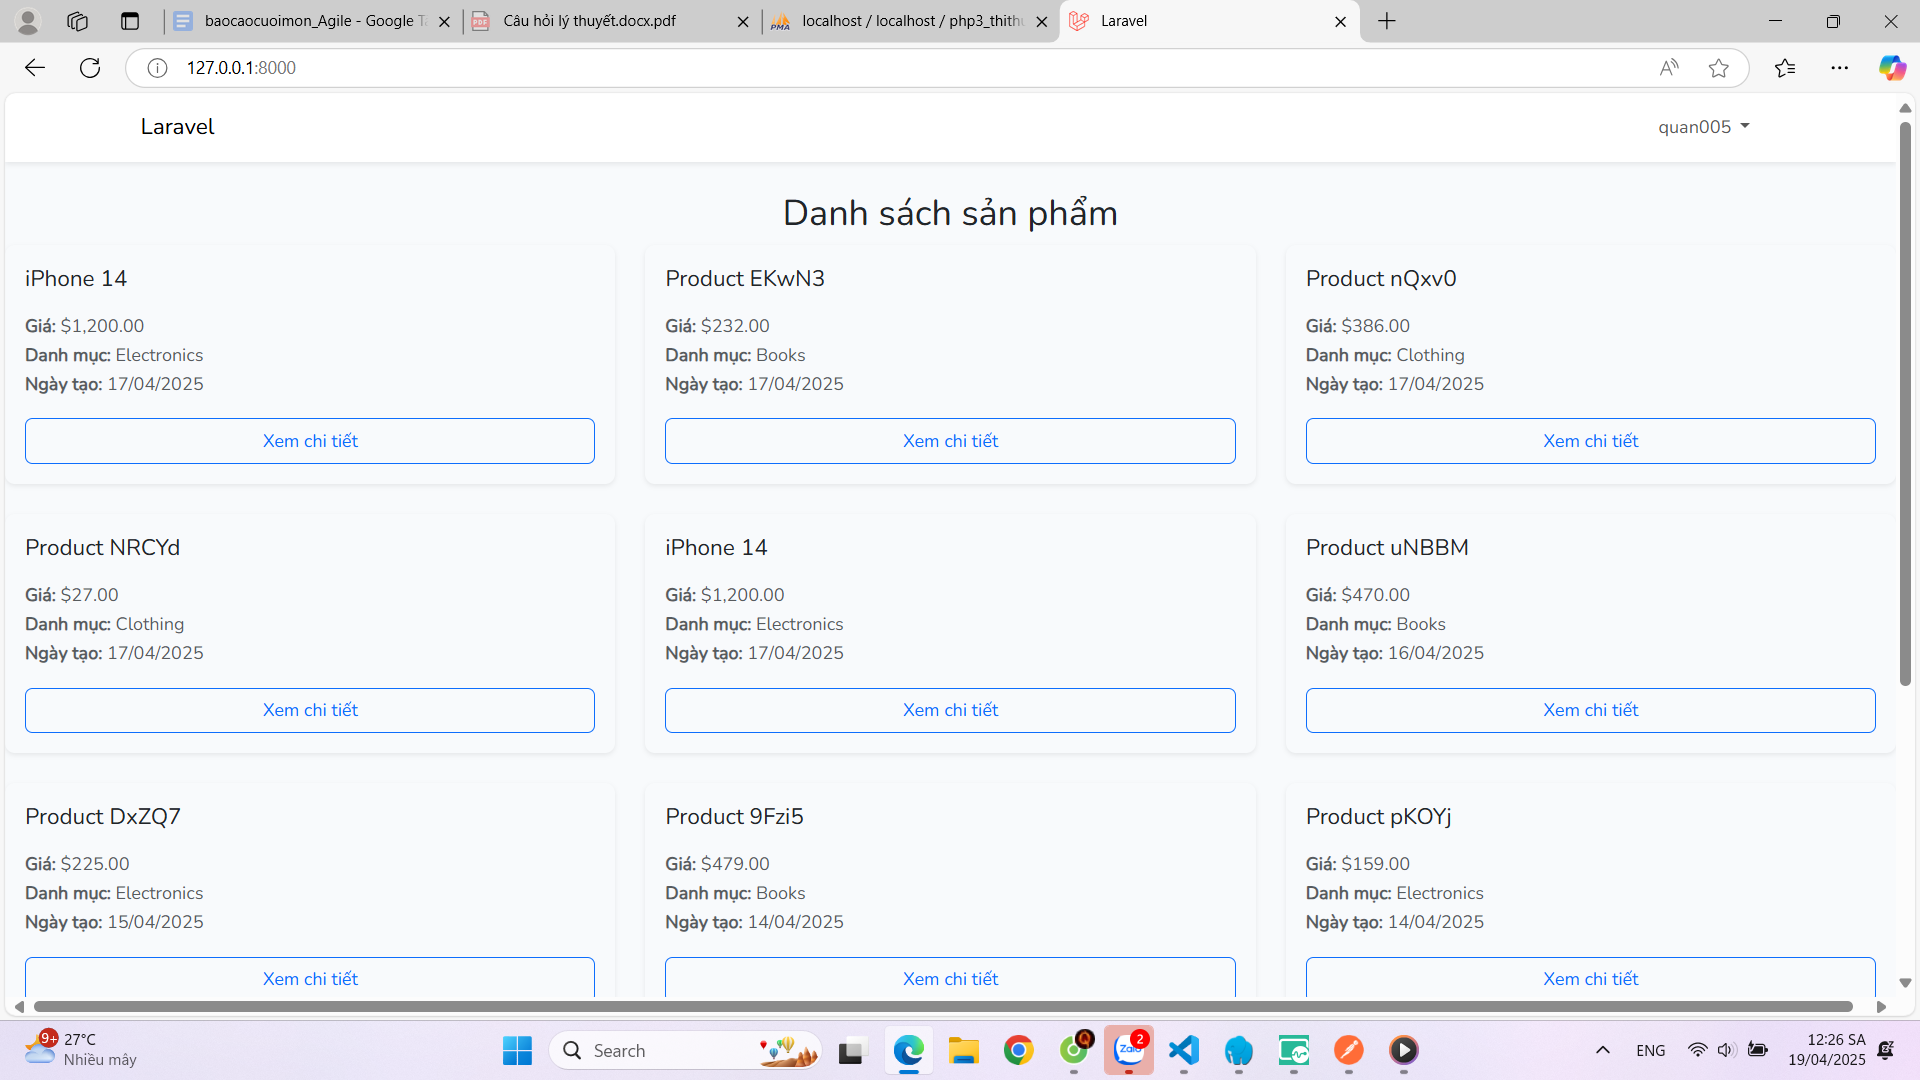 baocaocuoimon_Agile - Google Tà
Câu hỏi lý thuyết.docx.pdf
localhost / localhost / php3_thithu
Laravel
127.0.0.1:8000
Laravel
quan005
Danh sách sản phẩm
iPhone 14
Giá: $1,200.00
Danh mục: Electronics
Ngày tạo: 17/04/2025
Xem chi tiết
Product EKwN3
Giá: $232.00
Danh mục: Books
Ngày tạo: 17/04/2025
Xem chi tiết
Product nQxv0
Giá: $386.00
Danh mục: Clothing
Ngày tạo: 17/04/2025
Xem chi tiết
Product NRCYd
Giá: $27.00
Danh mục: Clothing
Ngày tạo: 17/04/2025
Xem chi tiết
iPhone 14
Giá: $1,200.00
Danh mục: Electronics
Ngày tạo: 17/04/2025
Xem chi tiết
Product uNBBM
Giá: $470.00
Danh mục: Books
Ngày tạo: 16/04/2025
Xem chi tiết
Product DxZQ7
Giá: $225.00
Danh mục: Electronics
Ngày tạo: 15/04/2025
Xem chi tiết
Product 9Fzi5
Giá: $479.00
Danh mục: Books
Ngày tạo: 14/04/2025
Xem chi tiết
Product pKOYj
Giá: $159.00
Danh mục: Electronics
Ngày tạo: 14/04/2025
Xem chi tiết
9+
27°C
Nhiều mây
Search
Q
Zalo
2
ENG
12:26 SA
19/04/2025